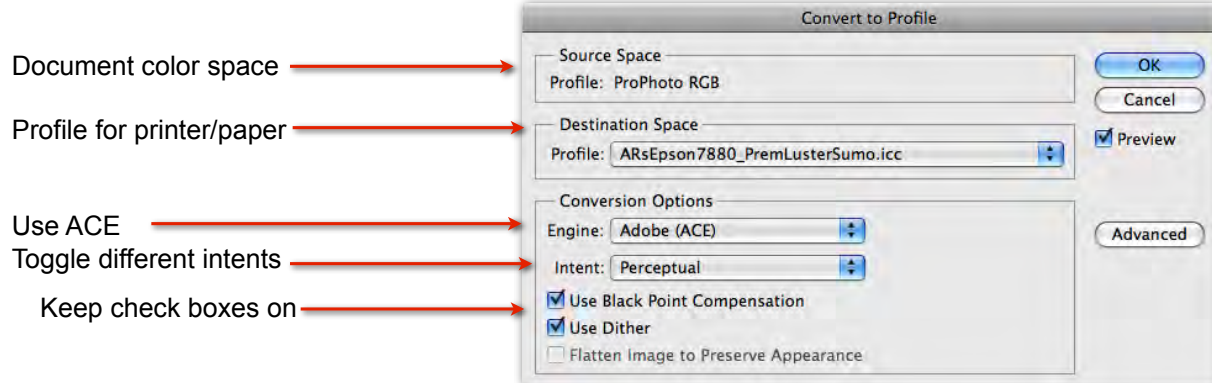 Convert to Profile
Document color space
Source Space
Profile: ProPhoto RGB
OK
Cancel
Profile for printer/paper
Destination Space
Profile: ARsEpson7880_PremLusterSumo.icc
Preview
Conversion Options
Use ACE
Engine: Adobe (ACE)
Advanced
Toggle different intents
Intent: Perceptual
Keep check boxes on
Use Black Point Compensation
Use Dither
Flatten Image to Preserve Appearance